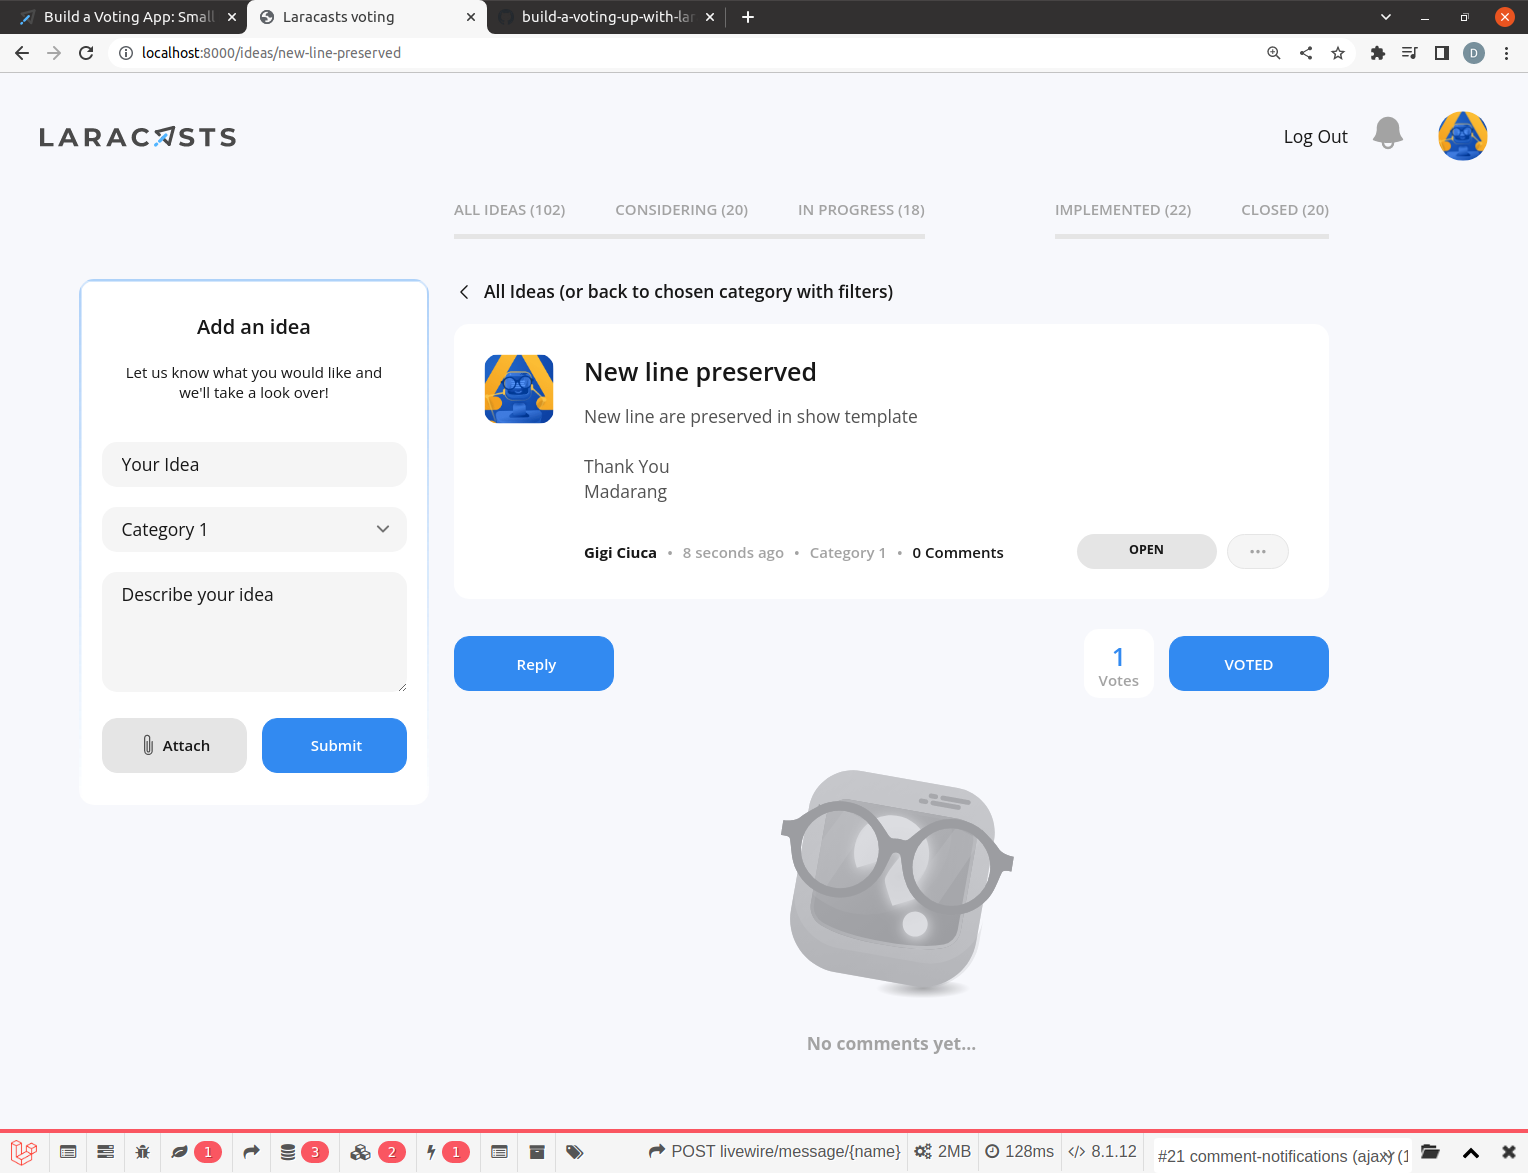 Build a Voting App: Small
Laracasts voting
build-a-voting-up-with-lar
localhost:8000/ideas/new-line-preserved
D
LARACASTS
Log Out
ALL IDEAS (102)
CONSIDERING (20)
IN PROGRESS (18)
IMPLEMENTED (22)
CLOSED (20)
Add an idea
Let us know what you would like and
we'll take a look over!
Your Idea
Category 1
Describe your idea
Attach
Submit
All Ideas (or back to chosen category with filters)
New line preserved
New line are preserved in show template
Thank You
Madarang
Gigi Ciuca • 8 seconds ago • Category 1 • 0 Comments
OPEN
Reply
1
Votes
VOTED
No comments yet...
1
3
2
1
POST livewire/message/{name}
2MB
128ms
8.1.12
#21 comment-notifications (ajax) (1